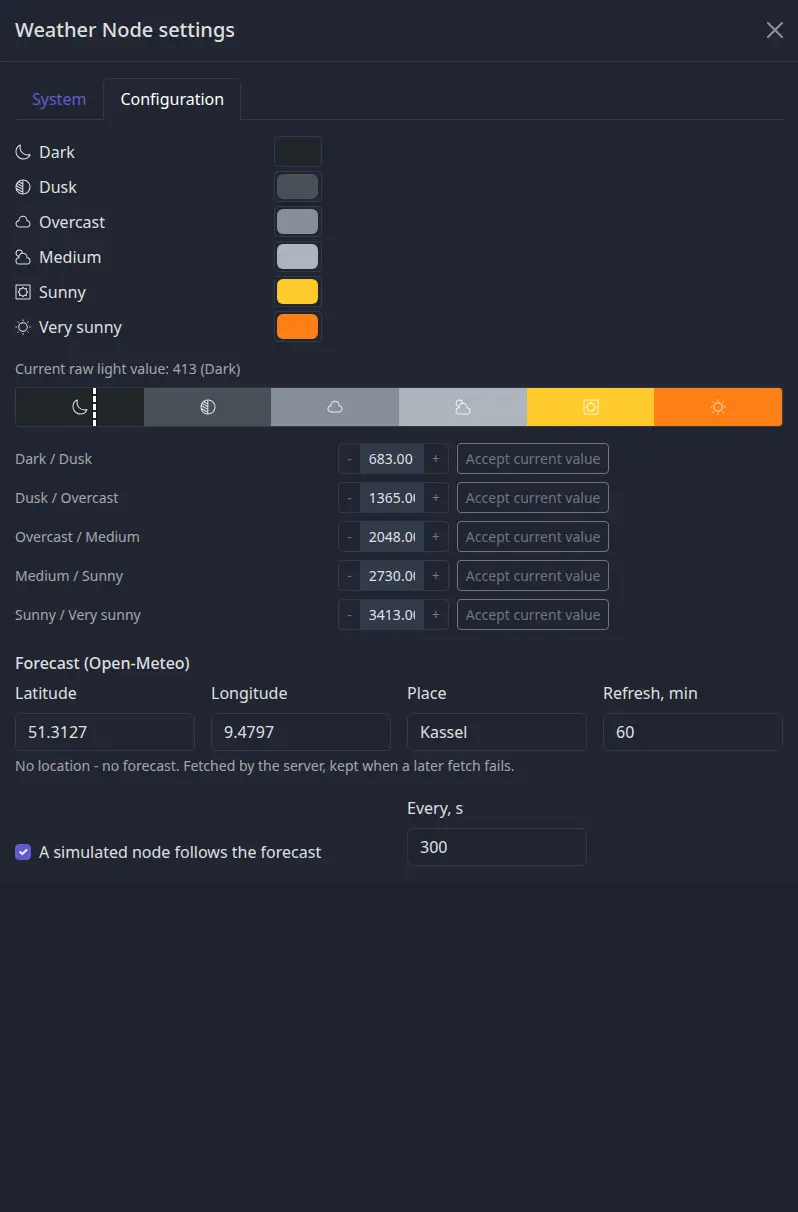 Weather Node settings
System
Configuration
Dark
Dusk
Overcast
Medium
Sunny
Very sunny
Current raw light value: 413 (Dark)
Dark / Dusk - 683.00 + Accept current value
Dusk / Overcast - 1365.0 + Accept current value
Overcast / Medium - 2048.0 + Accept current value
Medium / Sunny - 2730.0 + Accept current value
Sunny / Very sunny - 3413.0 + Accept current value
Forecast (Open-Meteo)
Latitude Longitude Place Refresh, min
51.3127 9.4797 Kassel 60
No location - no forecast. Fetched by the server, kept when a later fetch fails.
Every, s
A simulated node follows the forecast 300